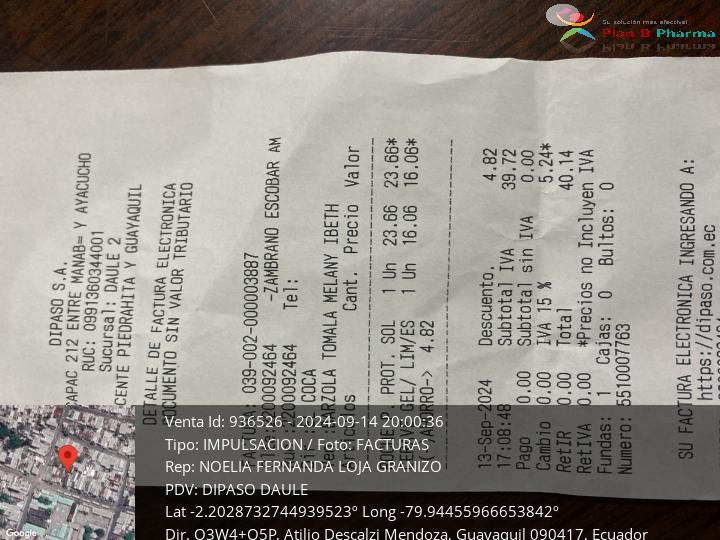 Su solución más efectiva!
Plan B Pharma
DIPASO S.A.
CAPAC 212 ENTRE MANAB= Y AYACUCHO
RUC: 0991360344001
Sucursal: DAULE 2
CENTE PIEDRAHITA Y GUAYAQUIL
DETALLE DE FACTURA ELECTRONICA
DOCUMENTO SIN VALOR TRIBUTARIO
: 039-002-000003887
1200092464 -ZAMBRANO ESCOBAR AM
1200092464 Tel:
COCA
ARZOLA TOMALA MELANY IBETH
Cant. Precio Valor
PROT. SOL 1 Un 23.66 23.66*
GEL/ LIM/ES 1 Un 16.06 16.06*
-> 4.82
13-Sep-2024 Descuento. 4.82
17:08:48 Subtotal IVA 39.72
Pago 0.00 Subtotal sin IVA 0.00
Cambio 0.00 IVA 15 % 5.24*
RetIR 0.00 Total 40.14
RetIVA 0.00 *Precios no Incluyen IVA
Fundas: 1 Cajas: 0 Bultos: 0
Numero: 5510007763
SU FACTURA ELECTRONICA INGRESANDO A:
https://dipaso.com.ec
Venta Id: 936526 - 2024-09-14 20:00:36
Tipo: IMPULSACION / Foto: FACTURAS
Rep: NOELIA FERNANDA LOJA GRANIZO
PDV: DIPASO DAULE
Lat -2.2028732744939523º Long -79.94455966653842º
Dir. Q3W4+Q5P, Atilio Descalzi Mendoza, Guayaquil 090417, Ecuador
Google